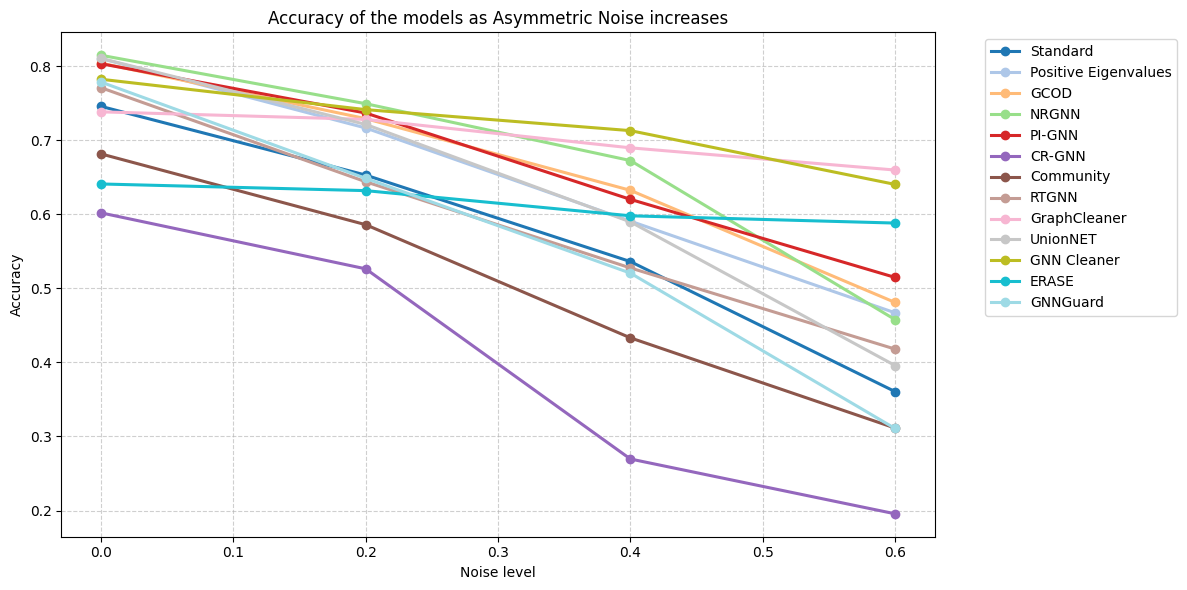 Accuracy of the models as Asymmetric Noise increases
Accuracy
0.8
0.7
0.6
0.5
0.4
0.3
0.2
0.0 0.1 0.2 0.3 0.4 0.5 0.6
Noise level
Standard
Positive Eigenvalues
GCOD
NRGNN
PI-GNN
CR-GNN
Community
RTGNN
GraphCleaner
UnionNET
GNN Cleaner
ERASE
GNNGuard